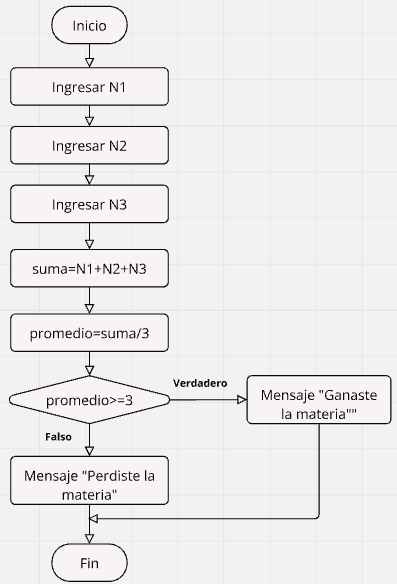 Inicio
Ingresar N1
Ingresar N2
Ingresar N3
suma=N1+N2+N3
promedio=suma/3
promedio>=3
Verdadero
Mensaje "Ganaste
la materia""
Falso
Mensaje "Perdiste la
materia"
Fin